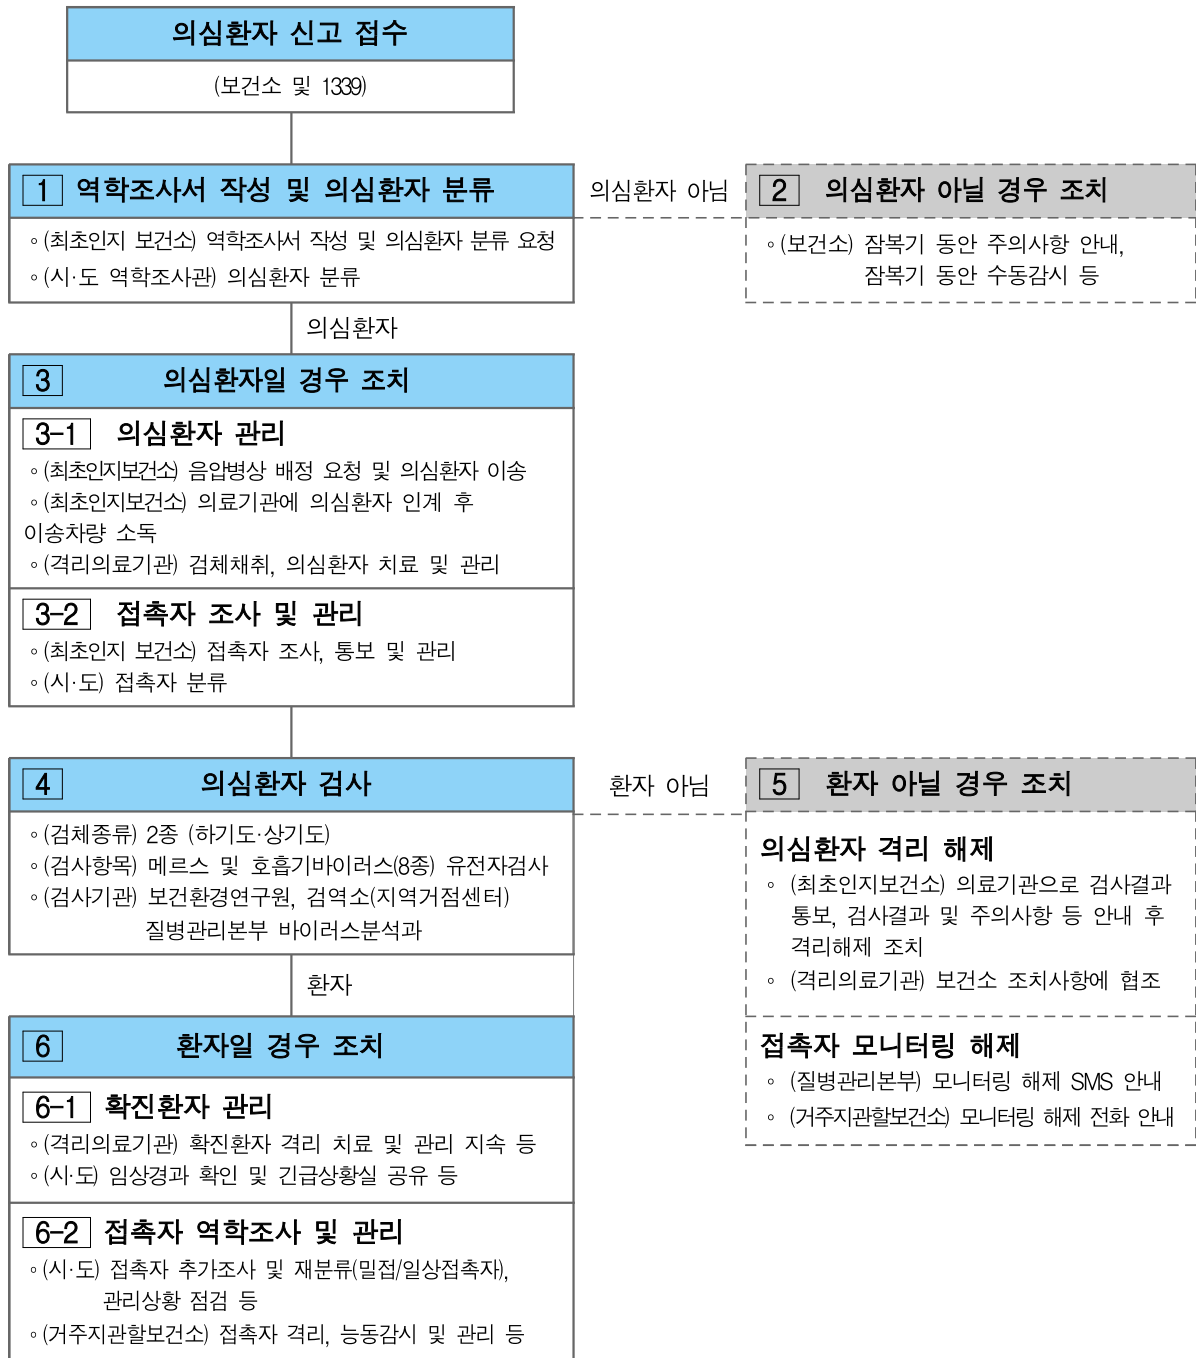 의심환자 신고 접수
(보건소 및 1339)
1 역학조사서 작성 및 의심환자 분류
◦(최초인지 보건소) 역학조사서 작성 및 의심환자 분류 요청
◦(시·도 역학조사관) 의심환자 분류
의심환자 아님
2 의심환자 아닐 경우 조치
◦(보건소) 잠복기 동안 주의사항 안내,
잠복기 동안 수동감시 등
의심환자
3 의심환자일 경우 조치
3-1 의심환자 관리
◦(최초인지보건소) 음압병상 배정 요청 및 의심환자 이송
◦(최초인지보건소) 의료기관에 의심환자 인계 후
이송차량 소독
◦(격리의료기관) 검체채취, 의심환자 치료 및 관리
3-2 접촉자 조사 및 관리
◦(최초인지 보건소) 접촉자 조사, 통보 및 관리
◦(시·도) 접촉자 분류
4 의심환자 검사
◦(검체종류) 2종 (하기도·상기도)
◦(검사항목) 메르스 및 호흡기바이러스(8종) 유전자검사
◦(검사기관) 보건환경연구원, 검역소(지역거점센터)
질병관리본부 바이러스분석과
환자 아님
5 환자 아닐 경우 조치
의심환자 격리 해제
◦ (최초인지보건소) 의료기관으로 검사결과
통보, 검사결과 및 주의사항 등 안내 후
격리해제 조치
◦ (격리의료기관) 보건소 조치사항에 협조
접촉자 모니터링 해제
◦ (질병관리본부) 모니터링 해제 SMS 안내
◦ (거주지관할보건소) 모니터링 해제 전화 안내
환자
6 환자일 경우 조치
6-1 확진환자 관리
◦(격리의료기관) 확진환자 격리 치료 및 관리 지속 등
◦(시·도) 임상경과 확인 및 긴급상황실 공유 등
6-2 접촉자 역학조사 및 관리
◦(시·도) 접촉자 추가조사 및 재분류(밀접/일상접촉자),
관리상황 점검 등
◦(거주지관할보건소) 접촉자 격리, 능동감시 및 관리 등